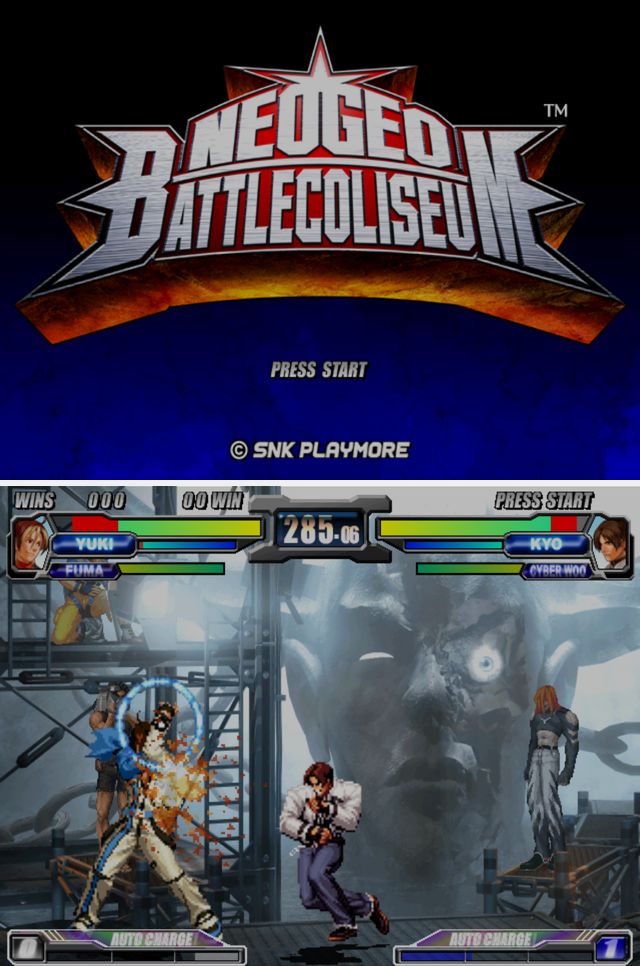 NEOGEO
BATTLECOLISEUM
TM
PRESS START
© SNK PLAYMORE
WINS 000 00 WIN
PRESS START
285.06
YUKI
KYO
FUMA
CYBER WOO
AUTO CHARGE
AUTO CHARGE
0
1